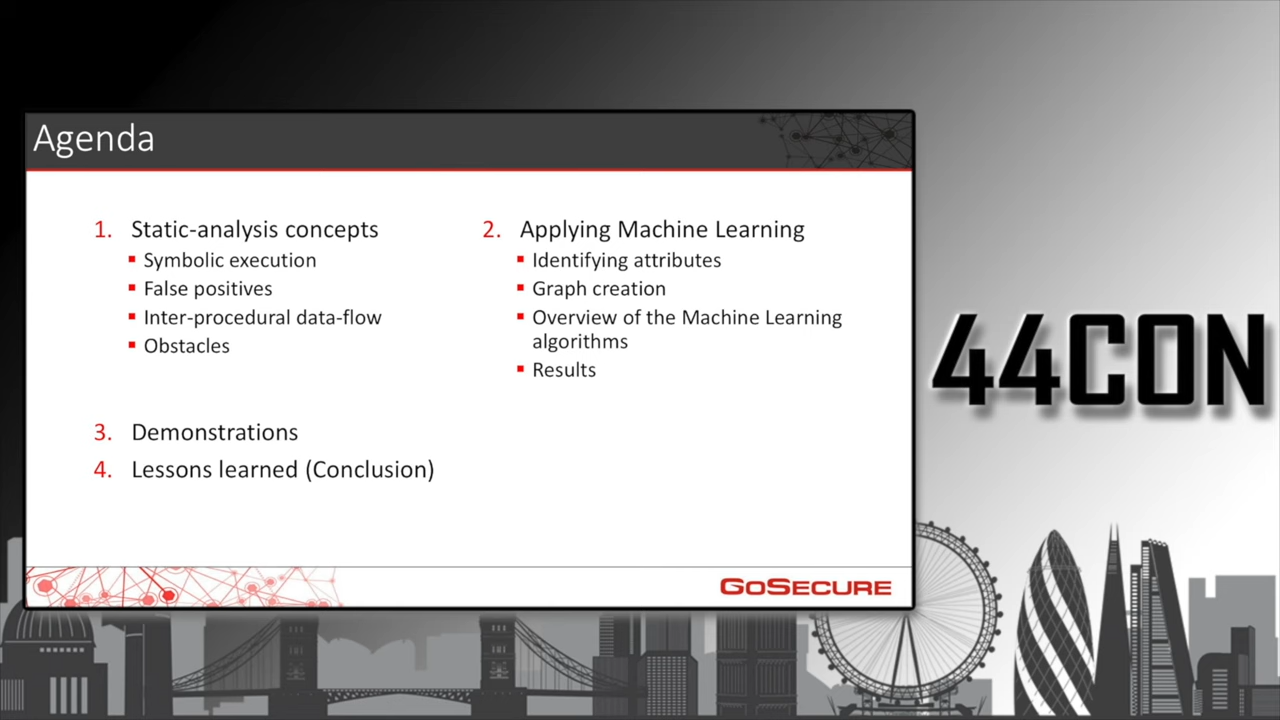 Agenda
1. Static-analysis concepts
Symbolic execution
False positives
Inter-procedural data-flow
Obstacles
2. Applying Machine Learning
Identifying attributes
Graph creation
Overview of the Machine Learning
algorithms
Results
3. Demonstrations
4. Lessons learned (Conclusion)
GOSECURE
44CON